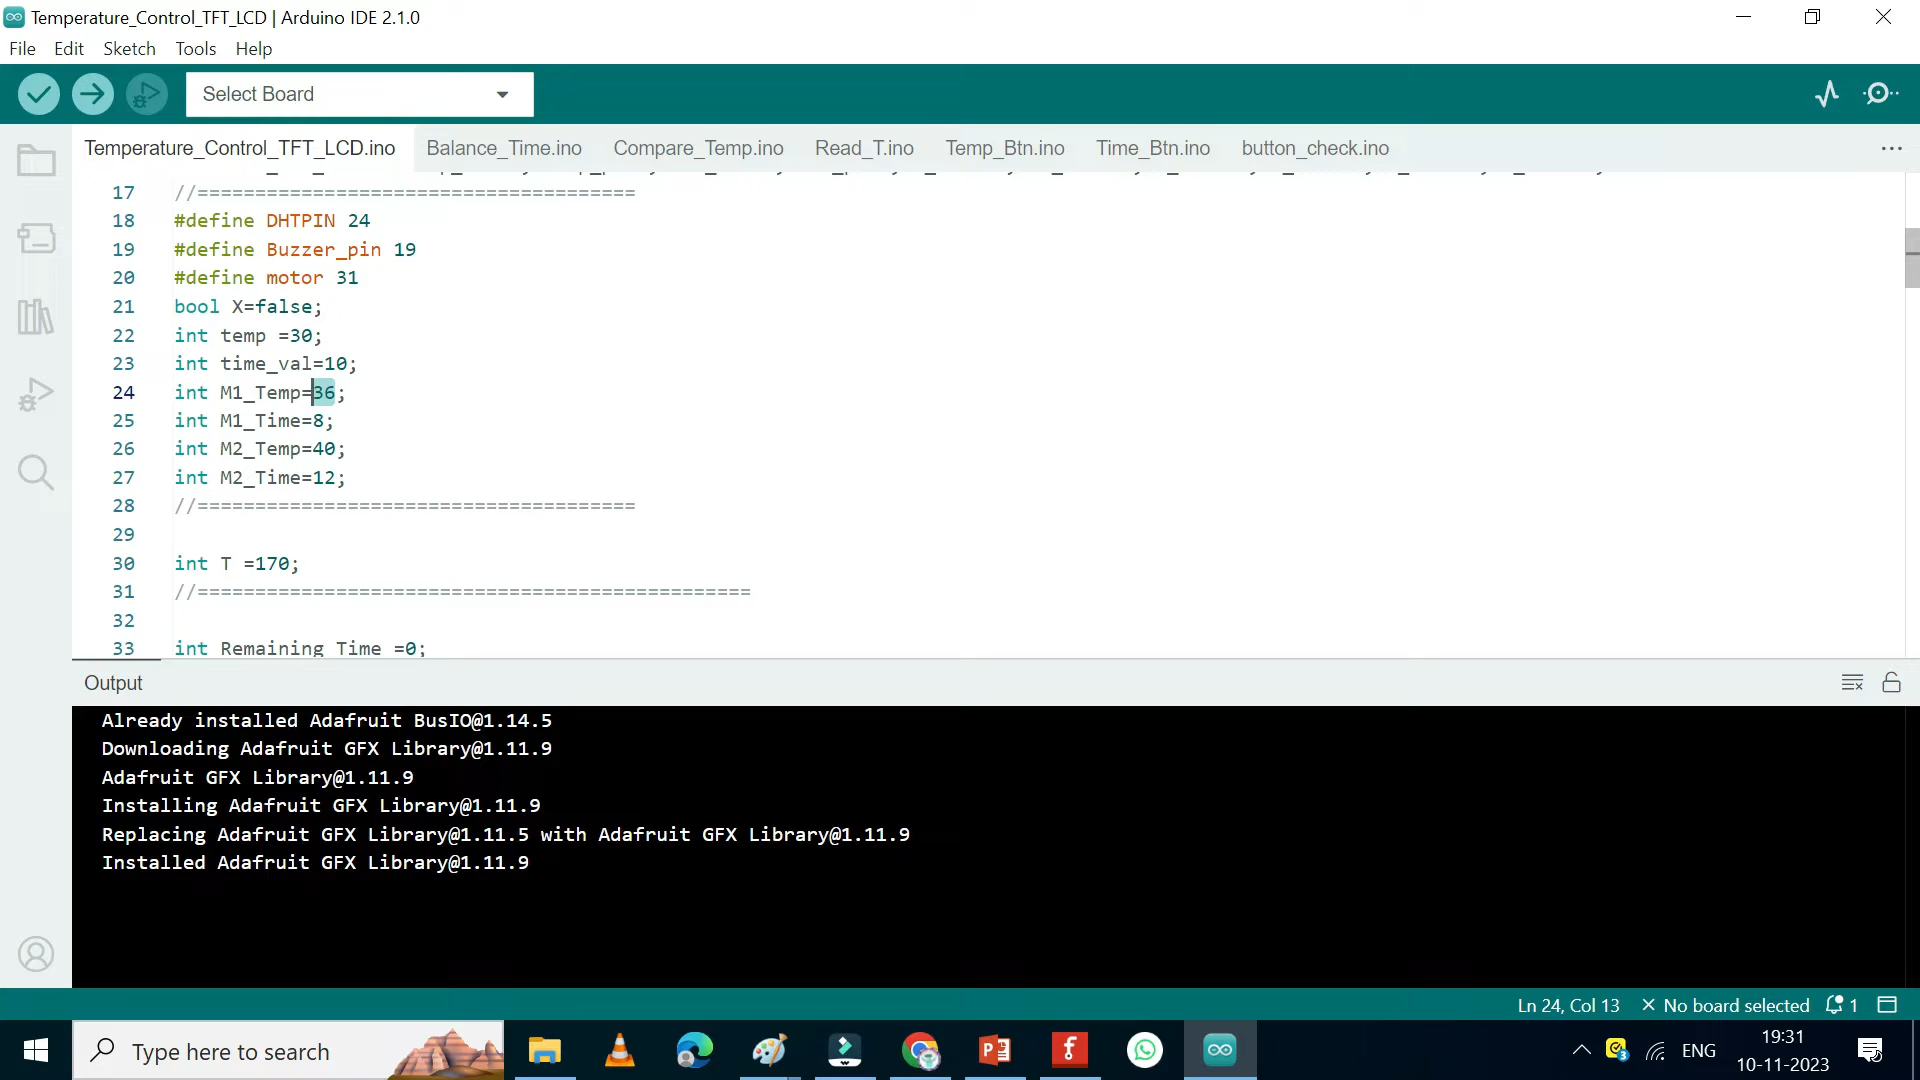 Temperature_Control_TFT_LCD | Arduino IDE 2.1.0
File Edit Sketch Tools Help
Select Board
Temperature_Control_TFT_LCD.ino Balance_Time.ino Compare_Temp.ino Read_T.ino Temp_Btn.ino Time_Btn.ino button_check.ino
17 //======================================
18 #define DHTPIN 24
19 #define Buzzer_pin 19
20 #define motor 31
21 bool X=false;
22 int temp =30;
23 int time_val=10;
24 int M1_Temp=36;
25 int M1_Time=8;
26 int M2_Temp=40;
27 int M2_Time=12;
28 //======================================
29
30 int T =170;
31 //================================================
32
33 int Remaining_Time =0;
Output
Already installed Adafruit BusIO@1.14.5
Downloading Adafruit GFX Library@1.11.9
Adafruit GFX Library@1.11.9
Installing Adafruit GFX Library@1.11.9
Replacing Adafruit GFX Library@1.11.5 with Adafruit GFX Library@1.11.9
Installed Adafruit GFX Library@1.11.9
Ln 24, Col 13 × No board selected 1
Type here to search
ENG
19:31
10-11-2023